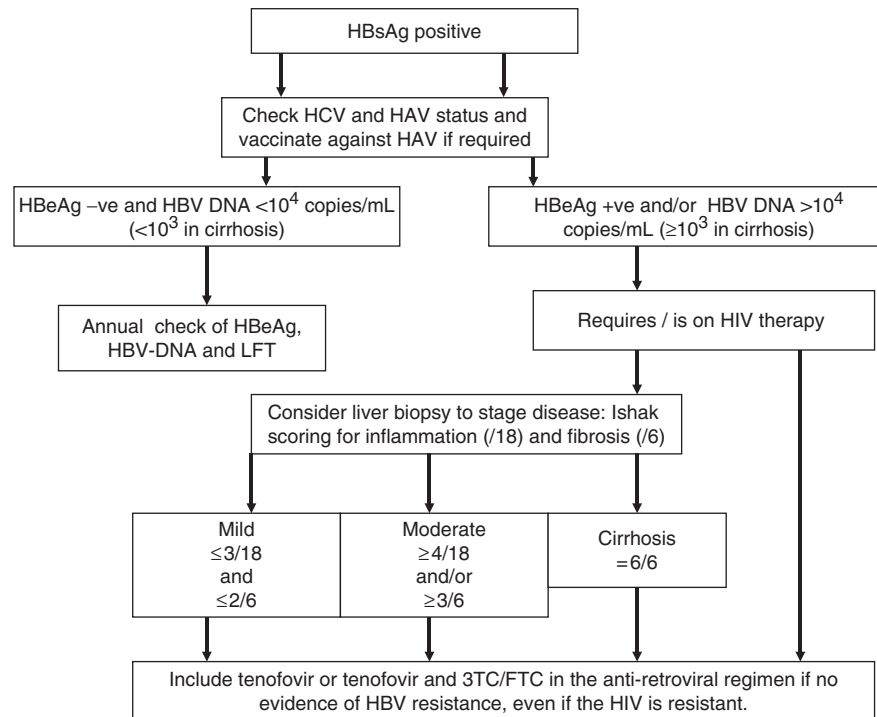 HBsAg positive
Check HCV and HAV status and
vaccinate against HAV if required
HBeAg –ve and HBV DNA <10⁴ copies/mL
(<10³ in cirrhosis)
HBeAg +ve and/or HBV DNA >10⁴
copies/mL (≥10³ in cirrhosis)
Annual check of HBeAg,
HBV-DNA and LFT
Requires / is on HIV therapy
Consider liver biopsy to stage disease: Ishak
scoring for inflammation (/18) and fibrosis (/6)
Mild
≤3/18
and
≤2/6
Moderate
≥4/18
and/or
≥3/6
Cirrhosis
=6/6
Include tenofovir or tenofovir and 3TC/FTC in the anti-retroviral regimen if no
evidence of HBV resistance, even if the HIV is resistant.